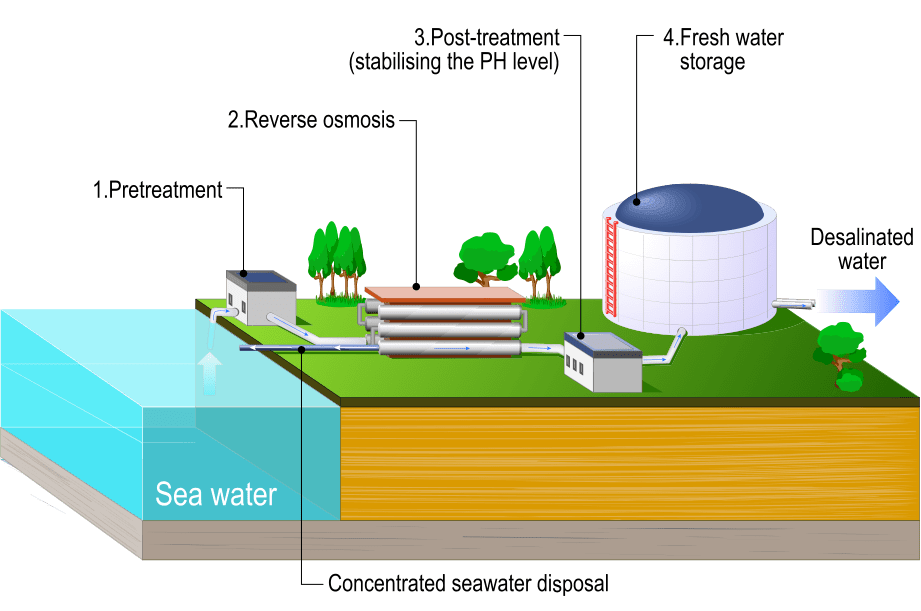 3.Post-treatment
(stabilising the PH level)
4.Fresh water
storage
2.Reverse osmosis
1.Pretreatment
Desalinated
water
Sea water
Concentrated seawater disposal